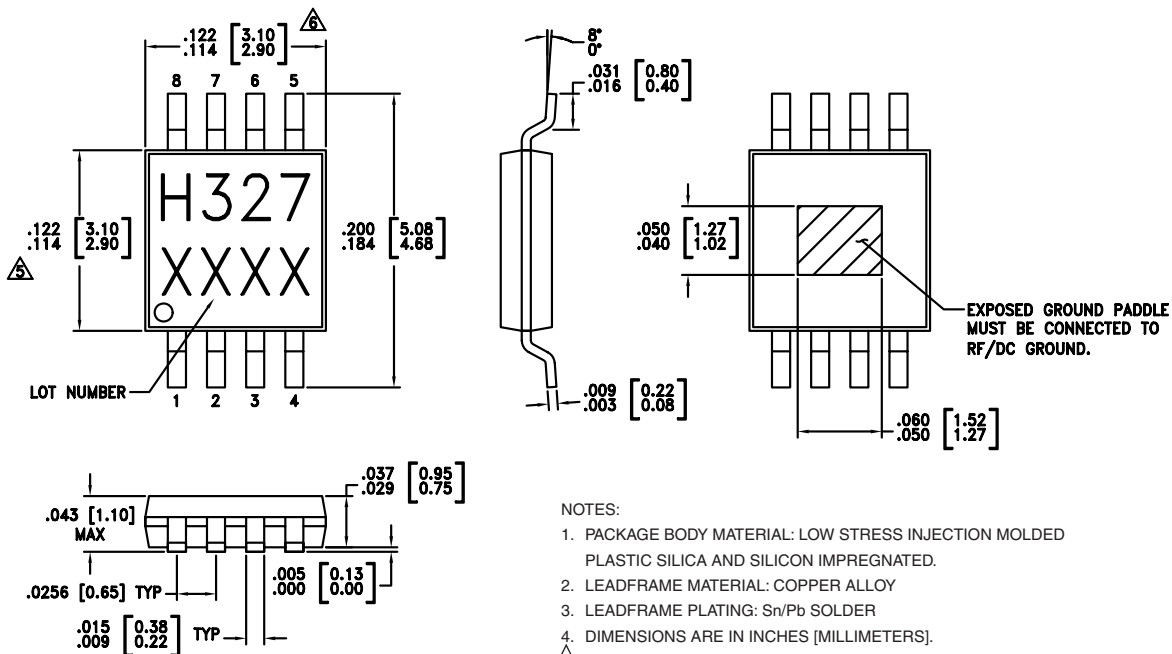 .122 [3.10]
.114 [2.90]
6
8 7 6 5
H327
XXXX
.122 [3.10]
.114 [2.90]
5
.200 [5.08]
.184 [4.68]
LOT NUMBER
1 2 3 4
8°
0°
.031 [0.80]
.016 [0.40]
.009 [0.22]
.003 [0.08]
.050 [1.27]
.040 [1.02]
EXPOSED GROUND PADDLE
MUST BE CONNECTED TO
RF/DC GROUND.
.060 [1.52]
.050 [1.27]
.043 [1.10]
MAX
.037 [0.95]
.029 [0.75]
.0256 [0.65] TYP
.005 [0.13]
.000 [0.00]
.015 [0.38]
.009 [0.22] TYP
NOTES:
1. PACKAGE BODY MATERIAL: LOW STRESS INJECTION MOLDED
PLASTIC SILICA AND SILICON IMPREGNATED.
2. LEADFRAME MATERIAL: COPPER ALLOY
3. LEADFRAME PLATING: Sn/Pb SOLDER
4. DIMENSIONS ARE IN INCHES [MILLIMETERS].